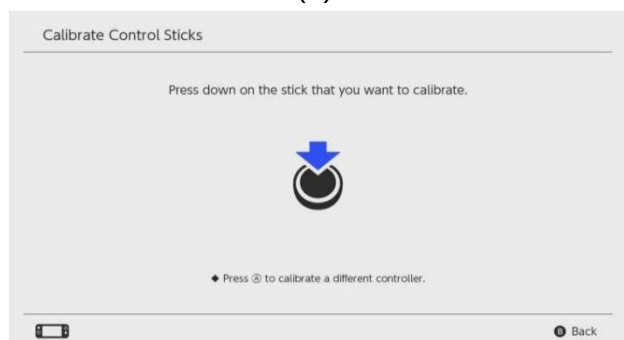 Calibrate Control Sticks
Press down on the stick that you want to calibrate.
◆ Press Ⓐ to calibrate a different controller.
Ⓑ Back